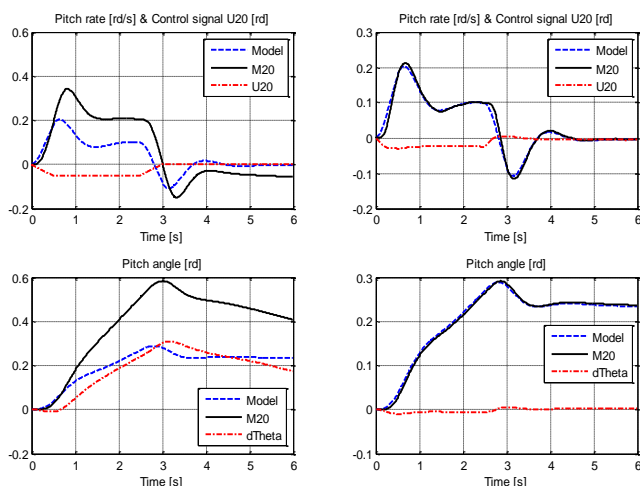 Pitch rate [rd/s] & Control signal U20 [rd]
0.6
0.4
0.2
0
-0.2
Model
M20
U20
0 1 2 3 4 5 6
Time [s]
Pitch rate [rd/s] & Control signal U20 [rd]
0.3
0.2
0.1
0
-0.1
-0.2
Model
M20
U20
0 1 2 3 4 5 6
Time [s]
Pitch angle [rd]
0.6
0.4
0.2
0
-0.2
Model
M20
dTheta
0 1 2 3 4 5 6
Time [s]
Pitch angle [rd]
0.3
0.2
0.1
0
-0.1
Model
M20
dTheta
0 1 2 3 4 5 6
Time [s]